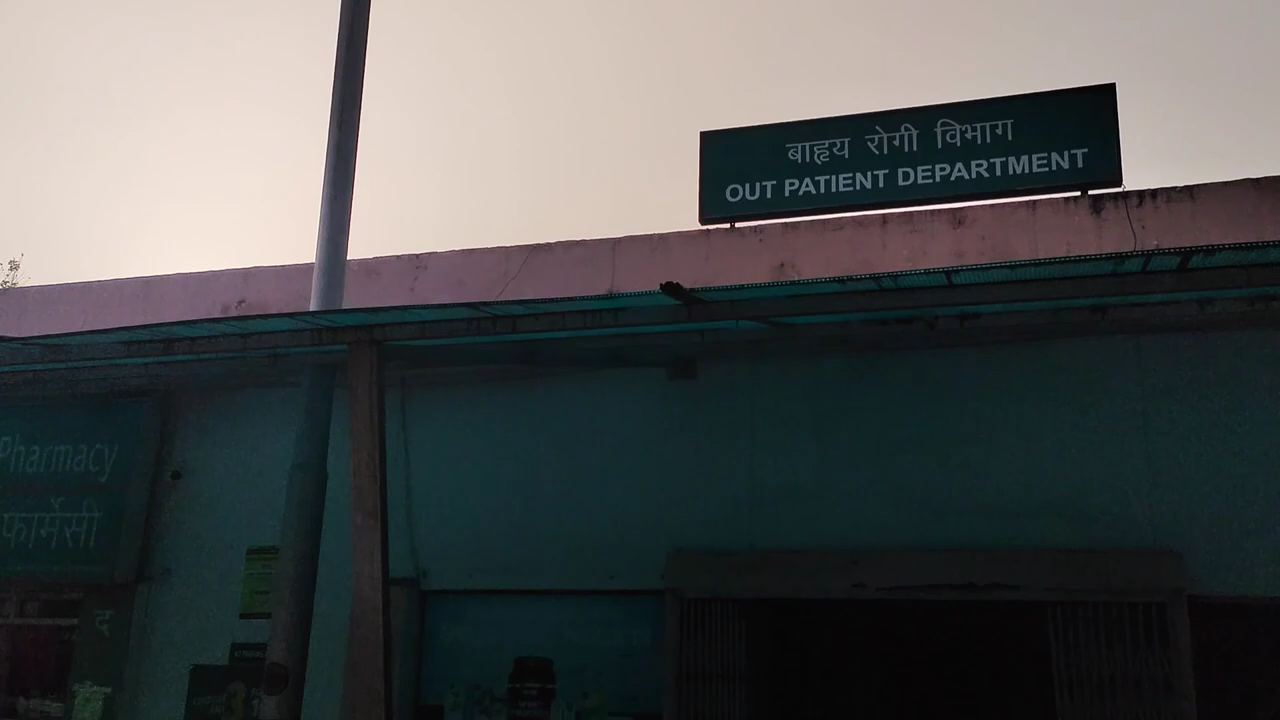 बाहृय रोगी विभाग
OUT PATIENT DEPARTMENT
Pharmacy
फार्मेसी
द